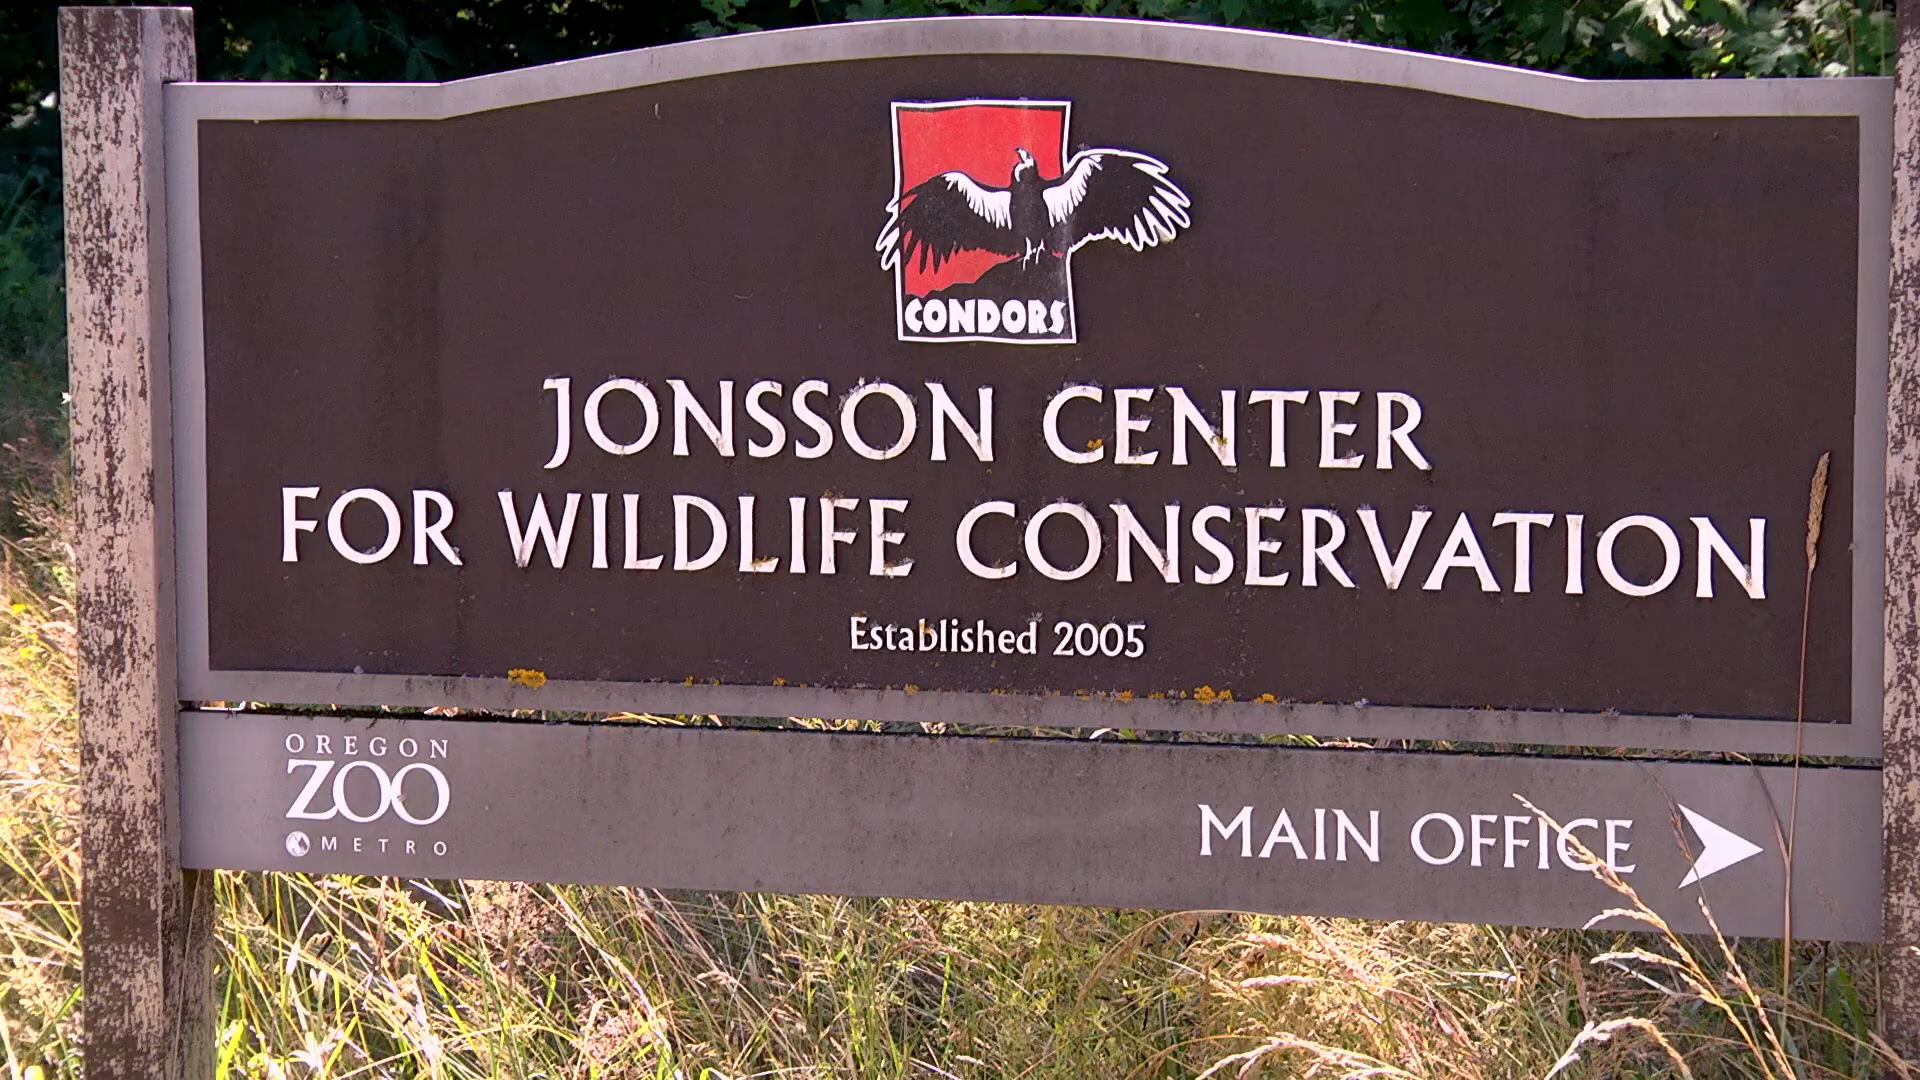 CONDORS
JONSSON CENTER
FOR WILDLIFE CONSERVATION
Established 2005
OREGON
ZOO
METRO
MAIN OFFICE